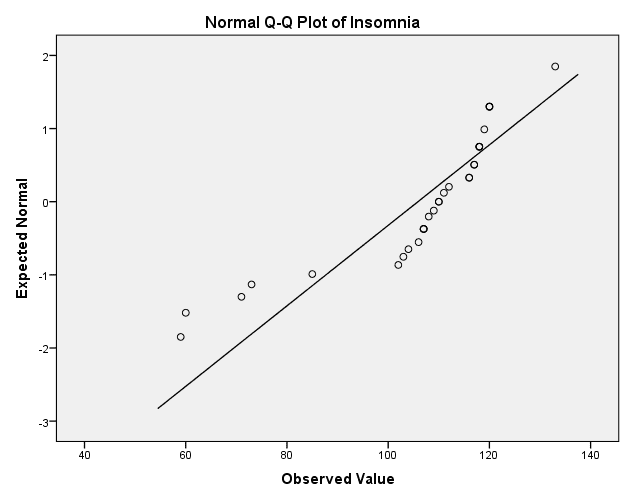 Normal Q-Q Plot of Insomnia
2
1
0
-1
-2
-3
Expected Normal
40 60 80 100 120 140
Observed Value